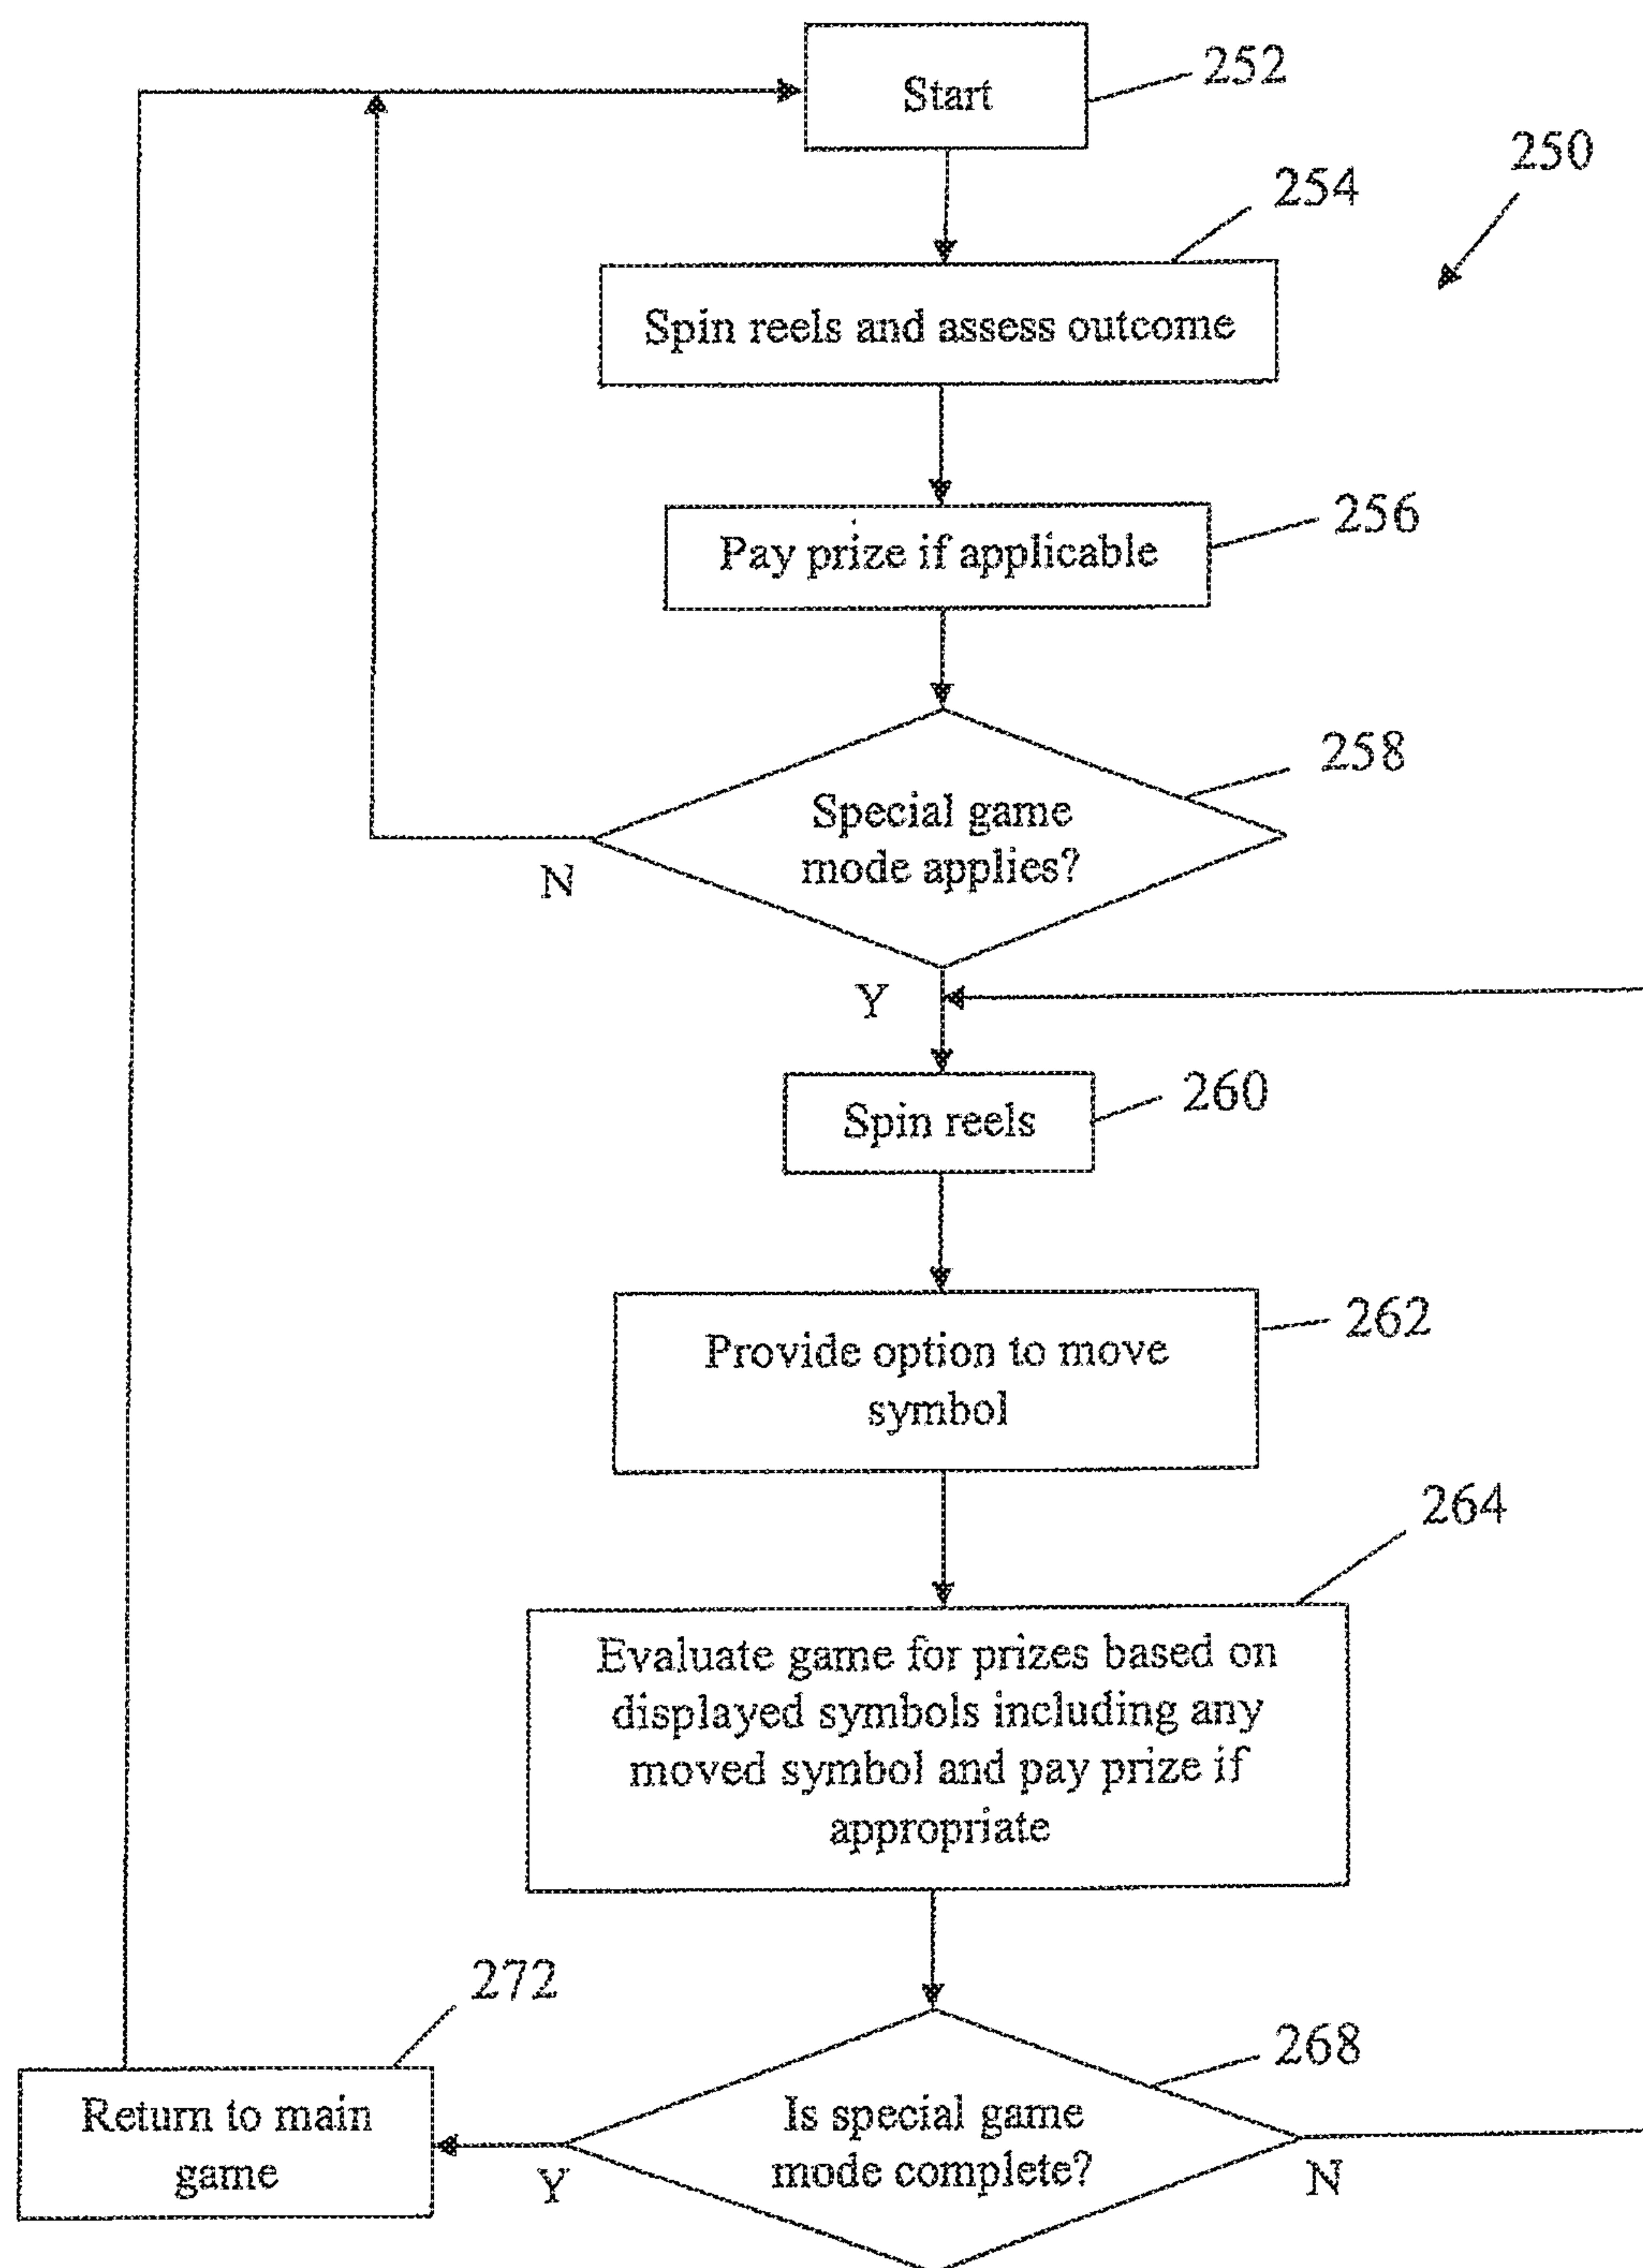 Start
252
250
254
Spin reels and assess outcome
256
Pay prize if applicable
258
Special game
mode applies?
N
Y
260
Spin reels
262
Provide option to move
symbol
264
Evaluate game for prizes based on
displayed symbols including any
moved symbol and pay prize if
appropriate
272
268
Return to main
game
Is special game
mode complete?
Y
N